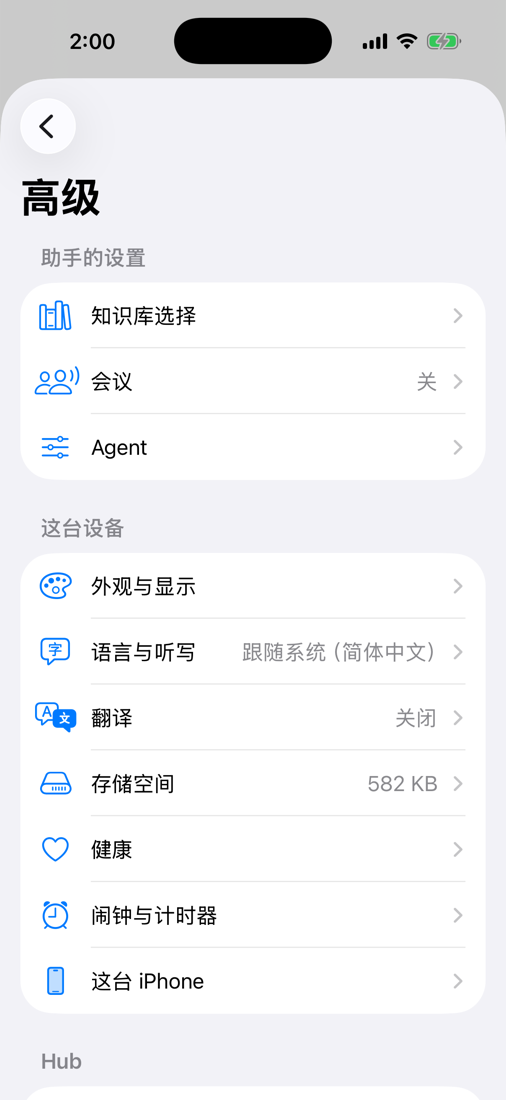 2:00
高级
助手的设置
知识库选择
会议 关
Agent
这台设备
外观与显示
字
语言与听写 跟随系统（简体中文）
A 文
翻译 关闭
存储空间 582 KB
健康
闹钟与计时器
这台 iPhone
Hub